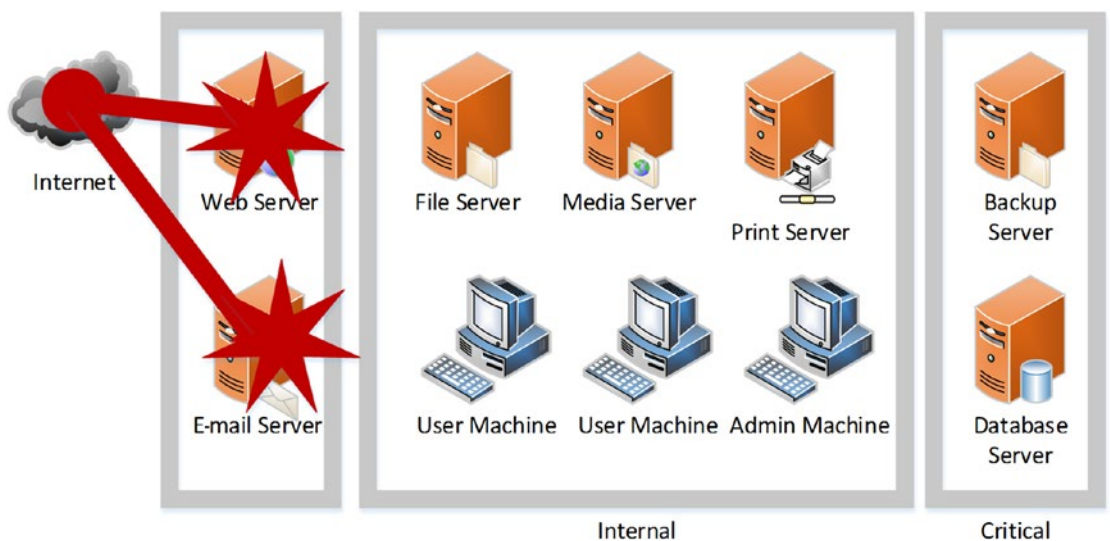 Internet
Web Server
File Server
Media Server
Print Server
Backup
Server
E-mail Server
User Machine
User Machine
Admin Machine
Database
Server
Internal
Critical